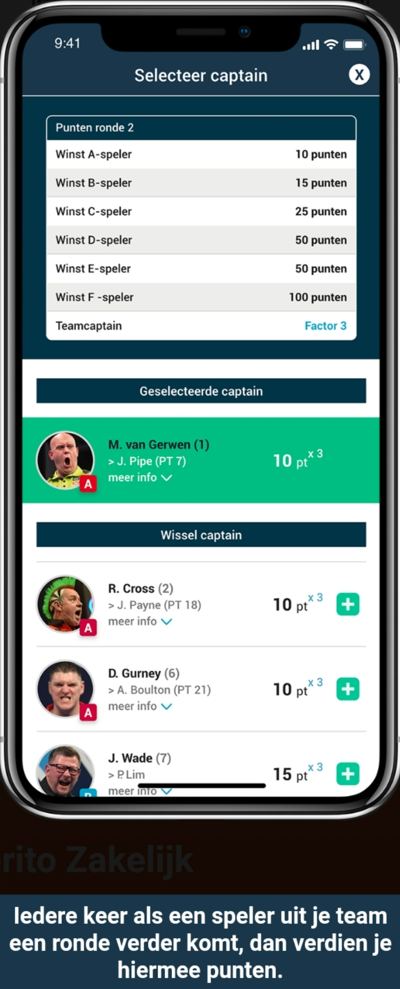 9:41
Selecteer captain
X
Punten ronde 2
Winst A-speler 10 punten
Winst B-speler 15 punten
Winst C-speler 25 punten
Winst D-speler 50 punten
Winst E-speler 50 punten
Winst F -speler 100 punten
Teamcaptain Factor 3
Geselecteerde captain
M. van Gerwen (1)
> J. Pipe (PT 7) 10 pt x 3
meer info
A
Wissel captain
R. Cross (2)
> J. Payne (PT 18) 10 pt x 3
meer info
A
D. Gurney (6)
> A. Boulton (PT 21) 10 pt x 3
meer info
A
J. Wade (7)
> P.Lim 15 pt x 3
meer info
rito Zakelijk
Iedere keer als een speler uit je team
een ronde verder komt, dan verdien je
hiermee punten.